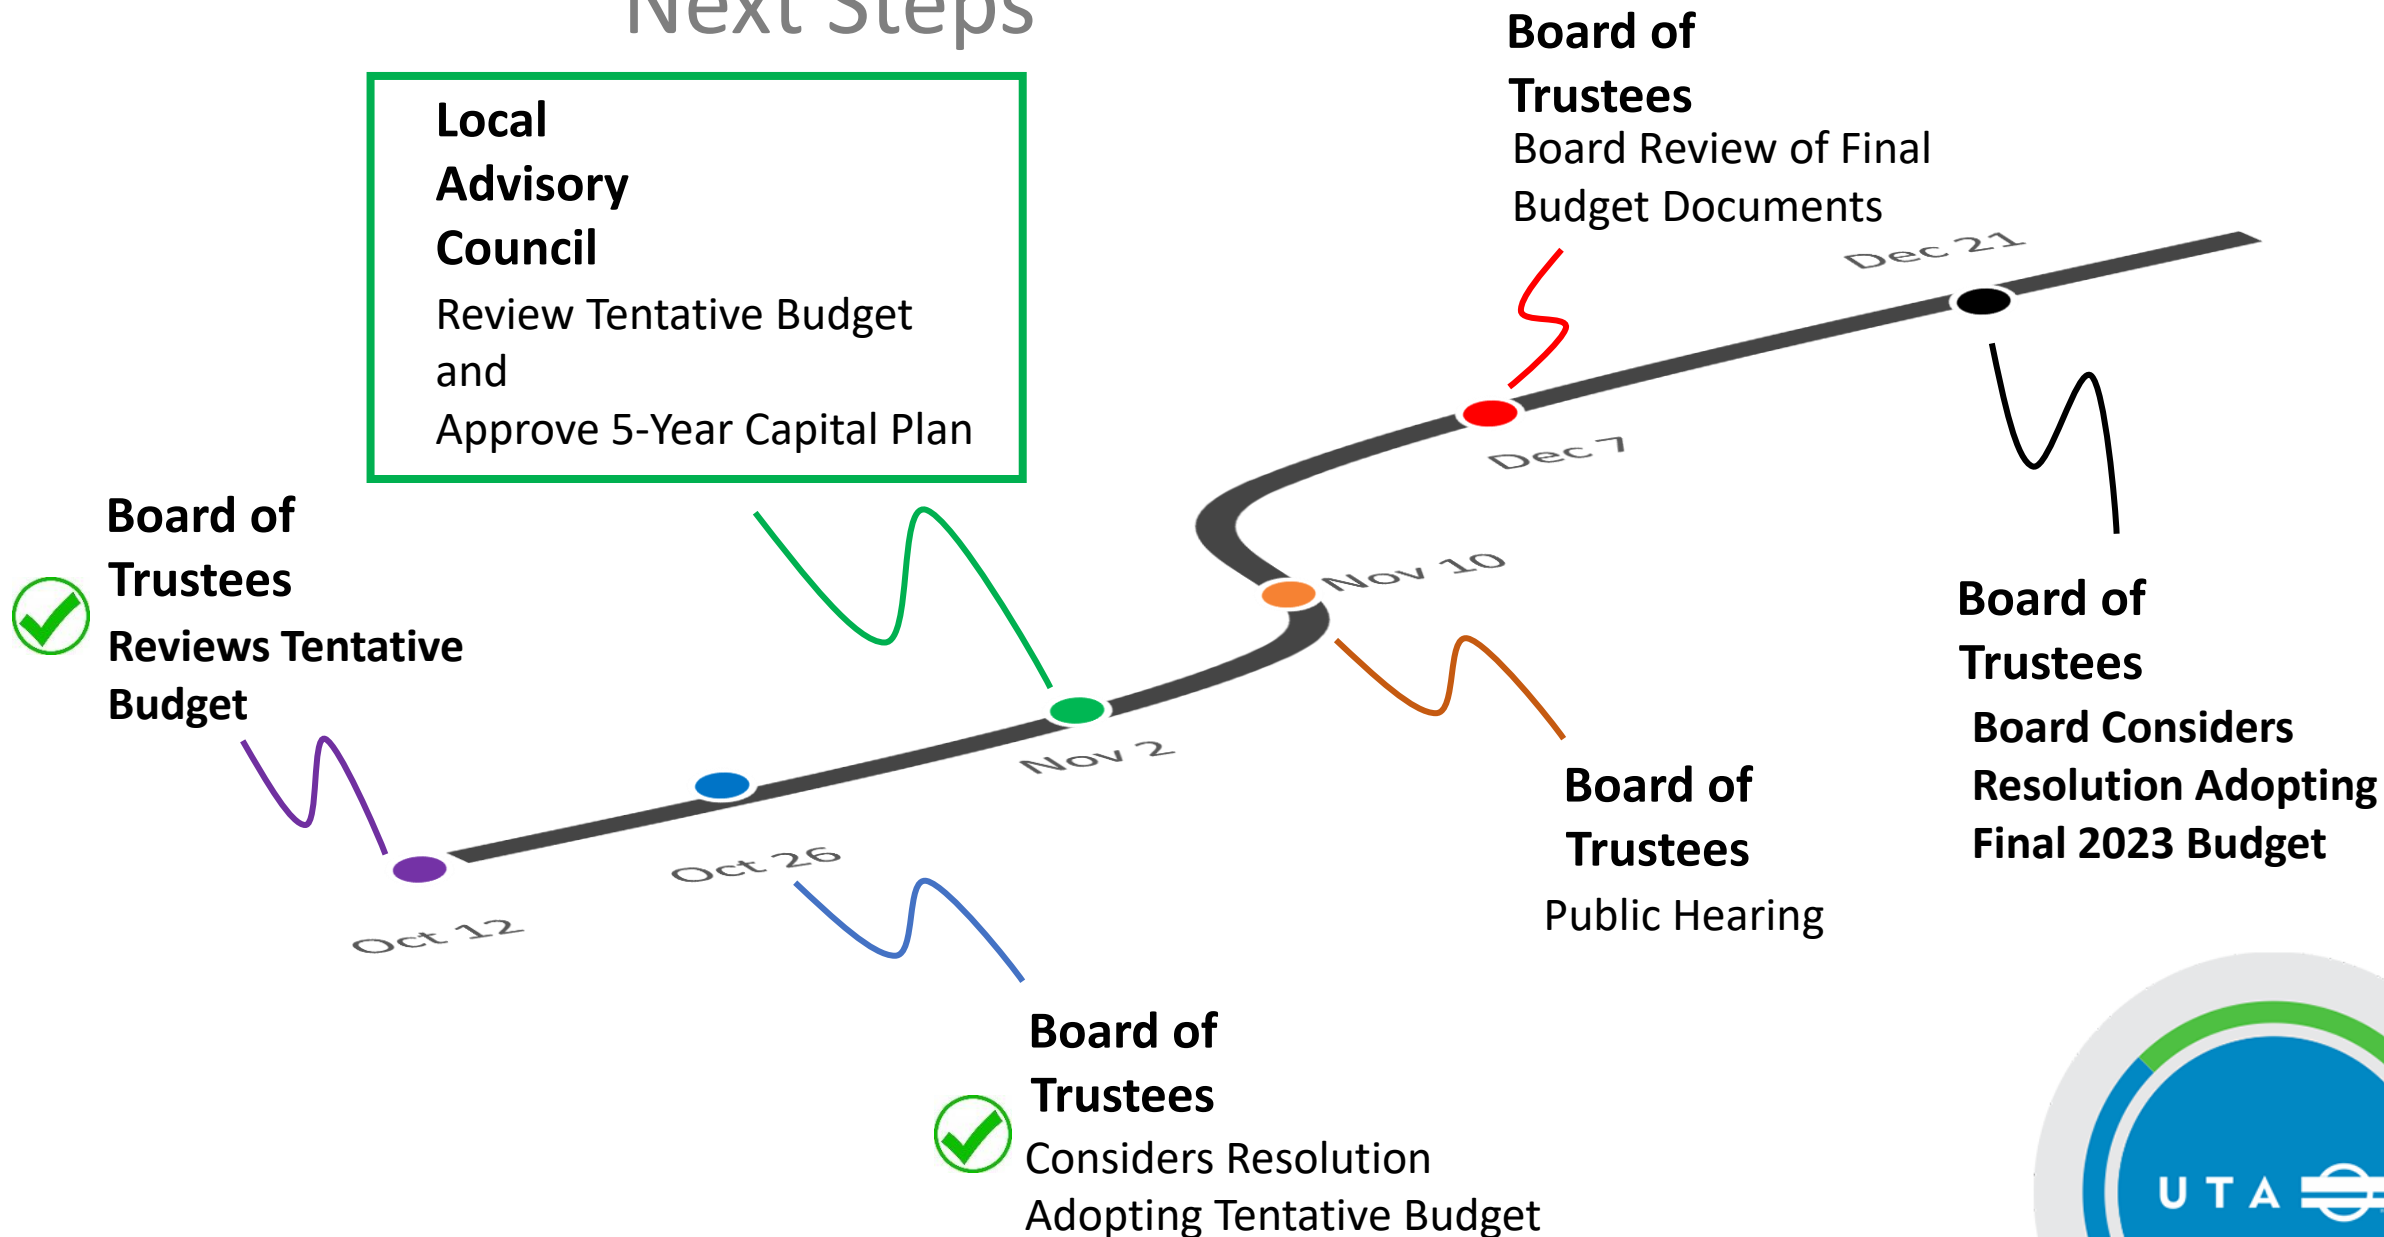 Next Steps
Local
Advisory
Council
Review Tentative Budget
and
Approve 5-Year Capital Plan
Board of
Trustees
Board Review of Final
Budget Documents
Dec 21
Dec 7
Board of
Trustees
Reviews Tentative
Budget
Nov 10
Nov 2
Oct 26
Oct 12
Board of
Trustees
Public Hearing
Board of
Trustees
Board Considers
Resolution Adopting
Final 2023 Budget
Board of
Trustees
Considers Resolution
Adopting Tentative Budget
UTA